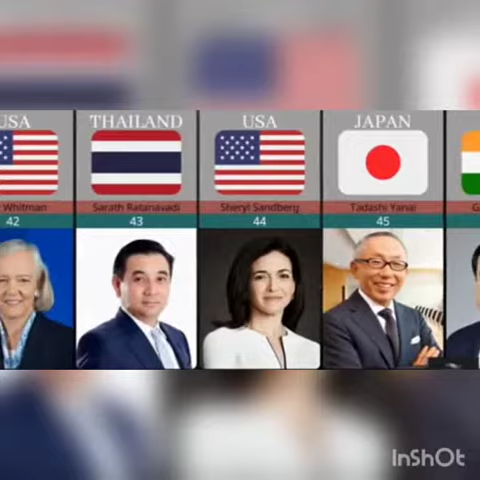 USA THAILAND USA JAPAN
Whitman Sarath Ratanavadi Sheryl Sandberg Tadashi Yanai G
42 43 44 45
InShOt